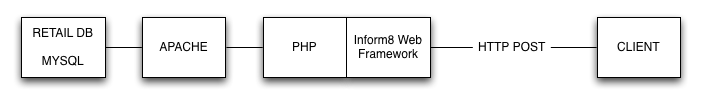 RETAIL DB
MYSQL
APACHE
PHP
Inform8 Web
Framework
HTTP POST
CLIENT